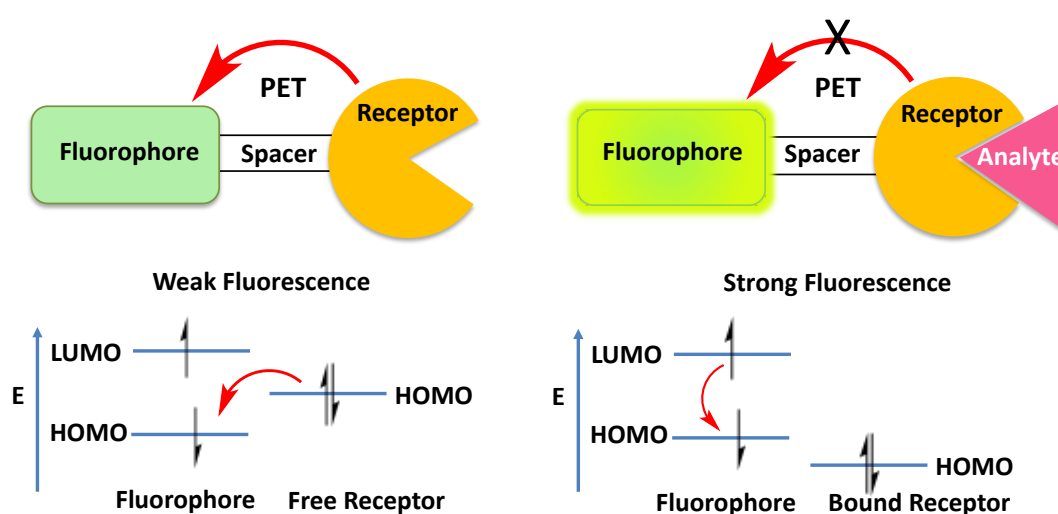 PET
Receptor
Fluorophore
Spacer
Weak Fluorescence
E
LUMO
HOMO
HOMO
Fluorophore
Free Receptor
X
PET
Receptor
Fluorophore
Spacer
Analyte
Strong Fluorescence
E
LUMO
HOMO
HOMO
Fluorophore
Bound Receptor